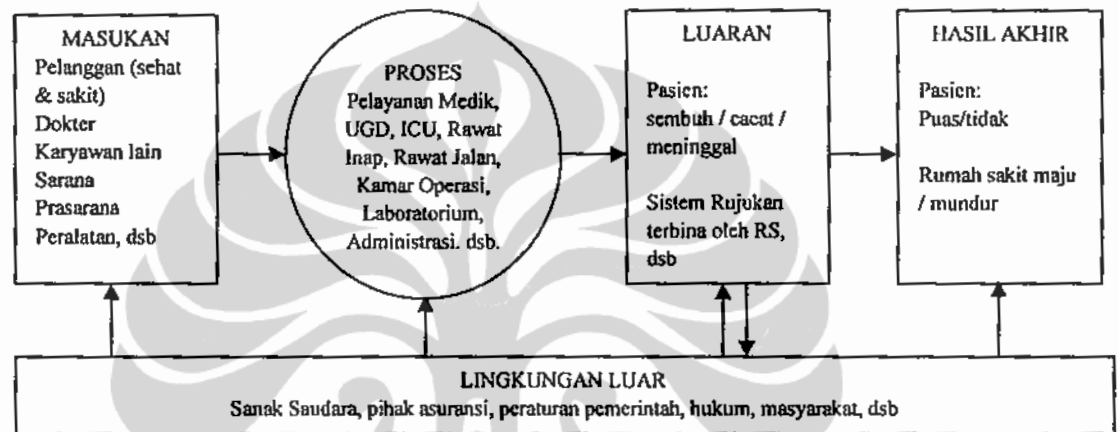 MASUKAN
Pelanggan (sehat
& sakit)
Dokter
Karyawan lain
Sarana
Prasarana
Peralatan, dsb
PROSES
Pelayanan Medik,
UGD, ICU, Rawat
Inap, Rawat Jalan,
Kamar Operasi,
Laboratorium,
Administrasi. dsb.
LUARAN
Pasien:
sembuh / cacat /
meninggal
Sistem Rujukan
terbina oleh RS,
dsb
HASIL AKHIR
Pasien:
Puas/tidak
Rumah sakit maju
/ mundur
LINGKUNGAN LUAR
Sanak Saudara, pihak asuransi, peraturan pemerintah, hukum, masyarakat, dsb